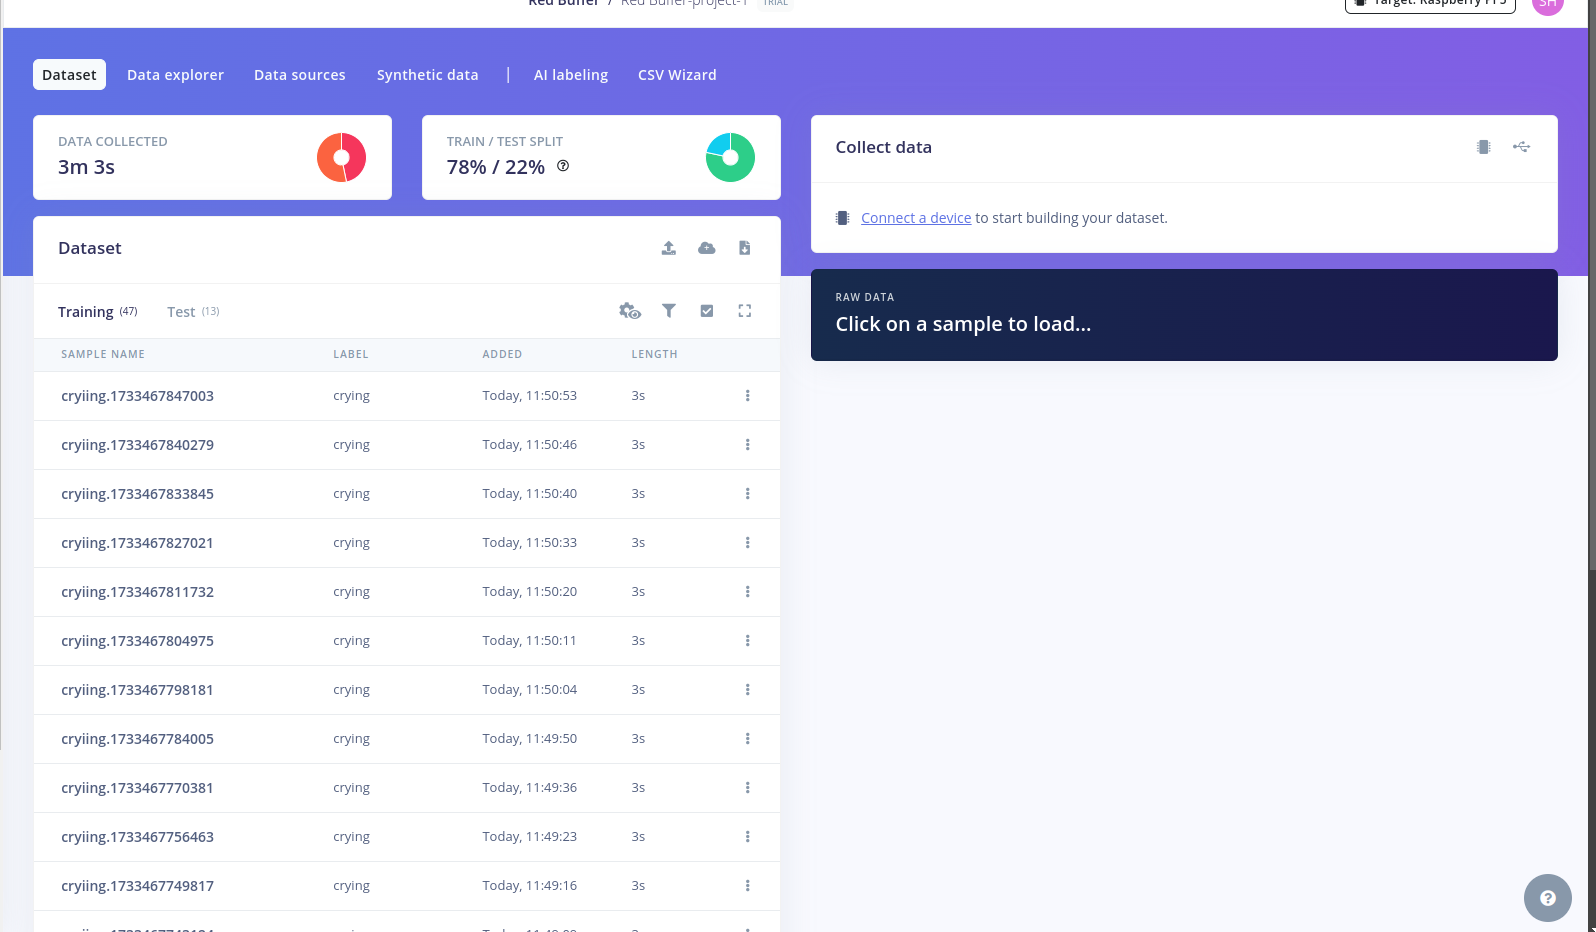 Red Buffer / Red Buffer-project-1 TRIAL
Target: Raspberry Pi 5
SH
Dataset Data explorer Data sources Synthetic data | AI labeling CSV Wizard
DATA COLLECTED
3m 3s
TRAIN / TEST SPLIT
78% / 22%
Collect data
Connect a device to start building your dataset.
RAW DATA
Click on a sample to load...
Dataset
Training (47) Test (13)
SAMPLE NAME LABEL ADDED LENGTH
cryiing.1733467847003 crying Today, 11:50:53 3s
cryiing.1733467840279 crying Today, 11:50:46 3s
cryiing.1733467833845 crying Today, 11:50:40 3s
cryiing.1733467827021 crying Today, 11:50:33 3s
cryiing.1733467811732 crying Today, 11:50:20 3s
cryiing.1733467804975 crying Today, 11:50:11 3s
cryiing.1733467798181 crying Today, 11:50:04 3s
cryiing.1733467784005 crying Today, 11:49:50 3s
cryiing.1733467770381 crying Today, 11:49:36 3s
cryiing.1733467756463 crying Today, 11:49:23 3s
cryiing.1733467749817 crying Today, 11:49:16 3s